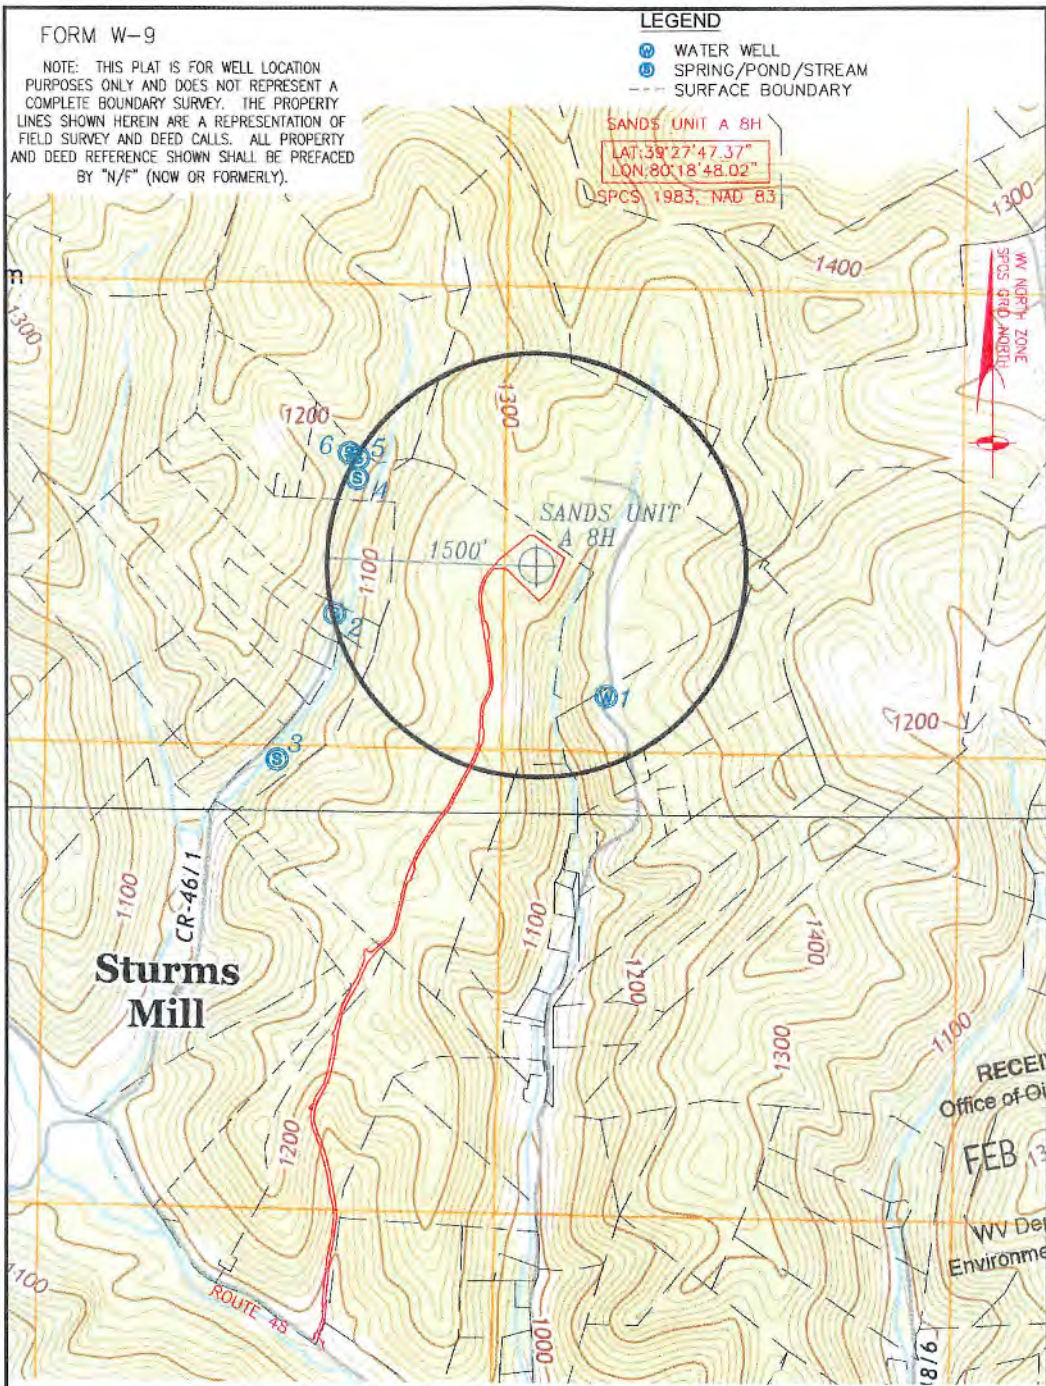 FORM W-9
NOTE: THIS PLAT IS FOR WELL LOCATION
PURPOSES ONLY AND DOES NOT REPRESENT A
COMPLETE BOUNDARY SURVEY. THE PROPERTY
LINES SHOWN HEREIN ARE A REPRESENTATION OF
FIELD SURVEY AND DEED CALLS. ALL PROPERTY
AND DEED REFERENCE SHOWN SHALL BE PREFACED
BY "N/F" (NOW OR FORMERLY).
LEGEND
W WATER WELL
S SPRING/POND/STREAM
SURFACE BOUNDARY
SANDS UNIT A 8H
LAT:39°27'47.37"
LON:80°18'48.02"
SPCS 1983, NAD 83
WV NORTH ZONE
SPCS GRD NORTH
1300
1400
m
1300
1200
1300
6 S 5
S 4
SANDS UNIT
A 8H
1500'
1100
S 2
W 1
1200
S 3
CR-46/1
1100
1100
1400
1200
Sturms
Mill
1300
1100
RECEI
Office of Oi
FEB 13
1200
WV De
Environme
1100
ROUTE 48
1000
8/6